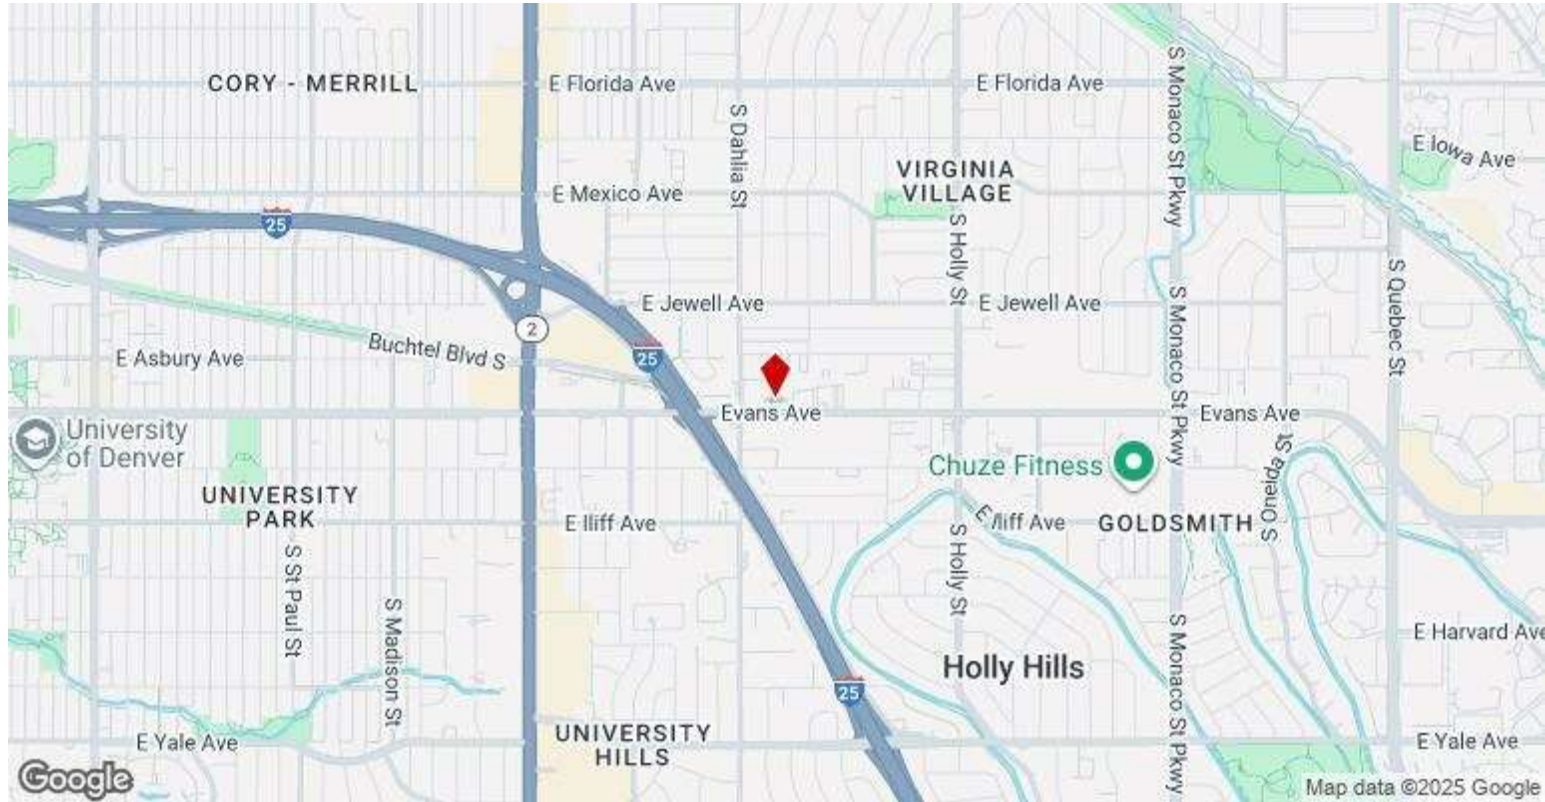 CORY - MERRILL
E Florida Ave
E Florida Ave
S Monaco St Pkwy
S Dahlia St
E Iowa Ave
VIRGINIA
VILLAGE
E Mexico Ave
25
S Holly St
S Quebec St
E Jewell Ave
E Jewell Ave
S Monaco St Pkwy
2
Buchtel Blvd S
E Asbury Ave
25
Evans Ave
Evans Ave
University
of Denver
Chuze Fitness
S Oneida St
UNIVERSITY
PARK
E Iliff Ave
E Iliff Ave
GOLDSMITH
S St Paul St
S Holly St
S Madison St
S Monaco St Pkwy
E Harvard Ave
Holly Hills
25
UNIVERSITY
HILLS
E Yale Ave
E Yale Ave
Google
Map data ©2025 Google